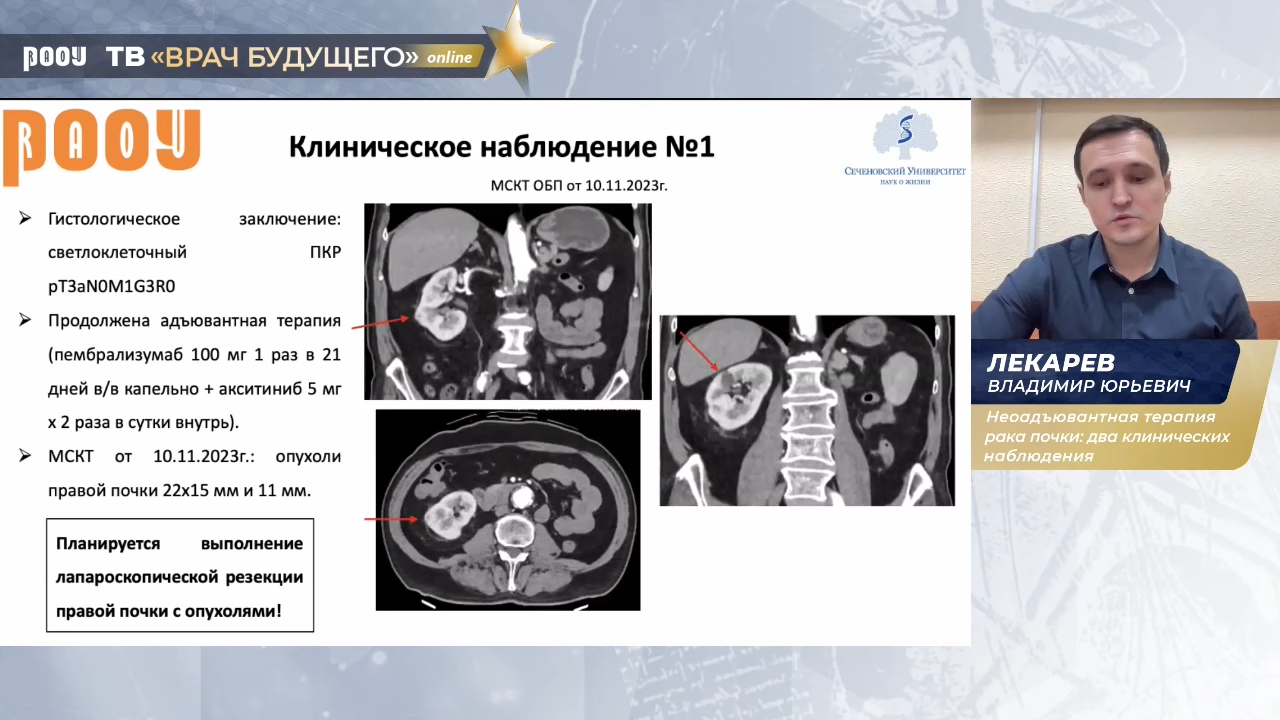 РООУ ТВ «ВРАЧ БУДУЩЕГО» online
РООУ
RAOU
Клиническое наблюдение №1
СЕЧЕНОВСКИЙ УНИВЕРСИТЕТ
НАУК О ЖИЗНИ
МСКТ ОБП от 10.11.2023г.
Гистологическое заключение:
светлоклеточный ПКР
pT3aN0M1G3R0
Продолжена адъювантная терапия
(пембрализумаб 100 мг 1 раз в 21
дней в/в капельно + акситиниб 5 мг
х 2 раза в сутки внутрь).
МСКТ от 10.11.2023г.: опухоли
правой почки 22х15 мм и 11 мм.
Планируется выполнение
лапароскопической резекции
правой почки с опухолями!
ЛЕКАРЕВ
ВЛАДИМИР ЮРЬЕВИЧ
Неоадъювантная терапия
рака почки: два клинических
наблюдения